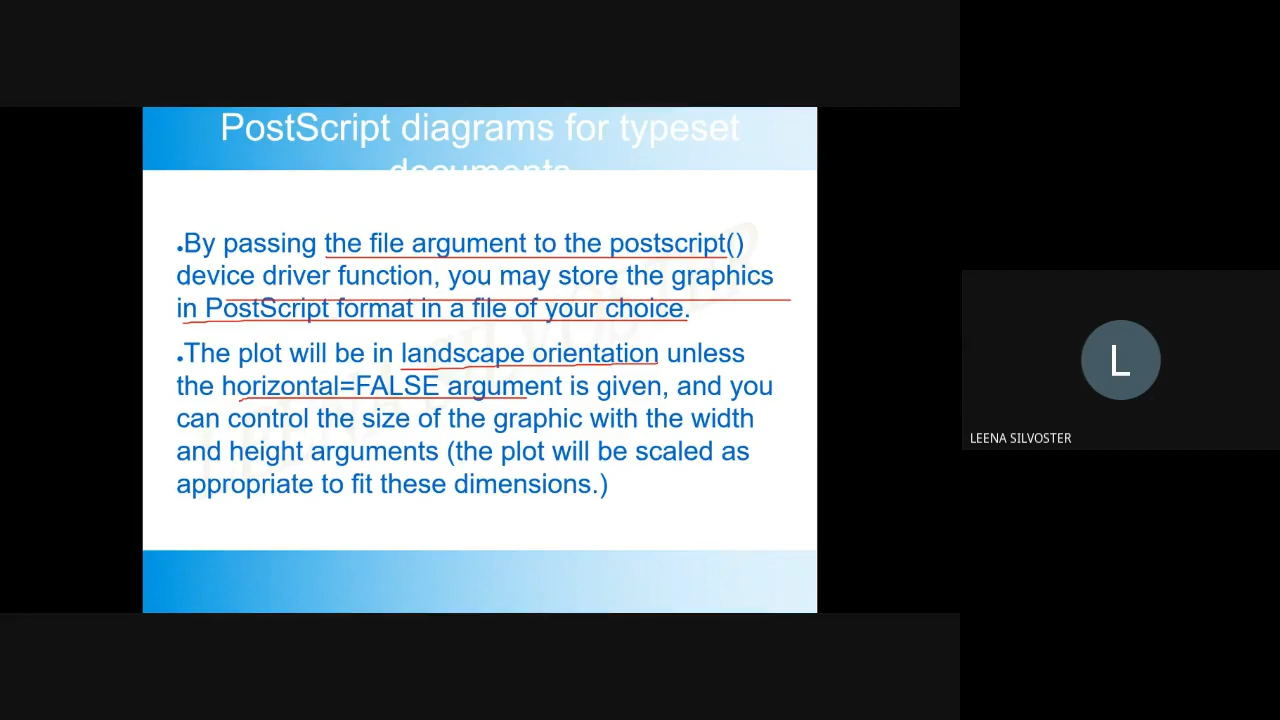 PostScript diagrams for typeset
documents
•By passing the file argument to the postscript()
device driver function, you may store the graphics
in PostScript format in a file of your choice.
•The plot will be in landscape orientation unless
the horizontal=FALSE argument is given, and you
can control the size of the graphic with the width
and height arguments (the plot will be scaled as
appropriate to fit these dimensions.)
L
LEENA SILVOSTER